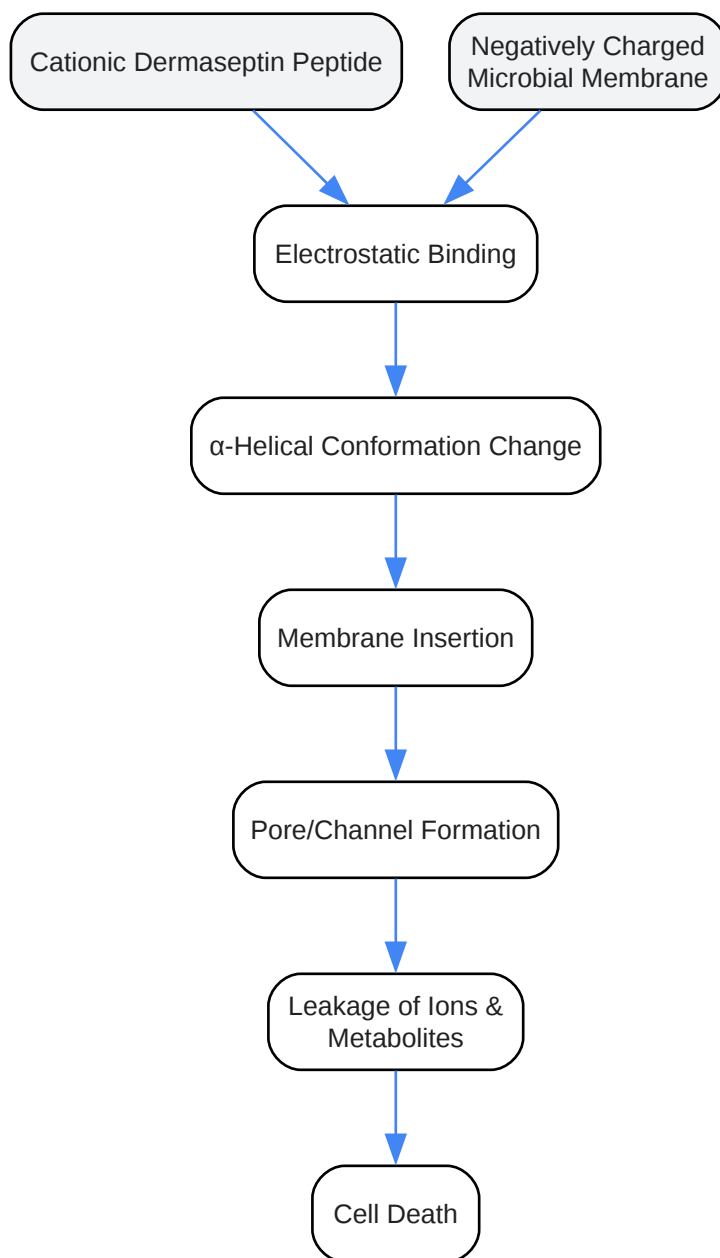 Cationic Dermaseptin Peptide
Negatively Charged
Microbial Membrane
Electrostatic Binding
α-Helical Conformation Change
Membrane Insertion
Pore/Channel Formation
Leakage of Ions &
Metabolites
Cell Death